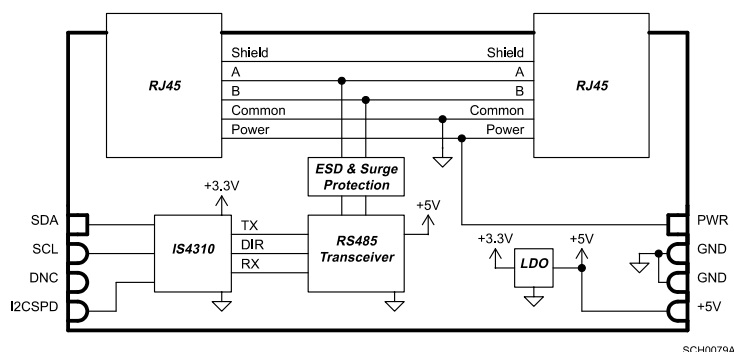 Shield Shield
RJ45 A A RJ45
B B
Common Common
Power Power
ESD & Surge
Protection
+3.3V
+5V
SDA
SCL
DNC
I2CSPD
IS4310
TX
DIR
RX
RS485
Transceiver
+3.3V
LDO
+5V
PWR
GND
GND
+5V
SCH0079A